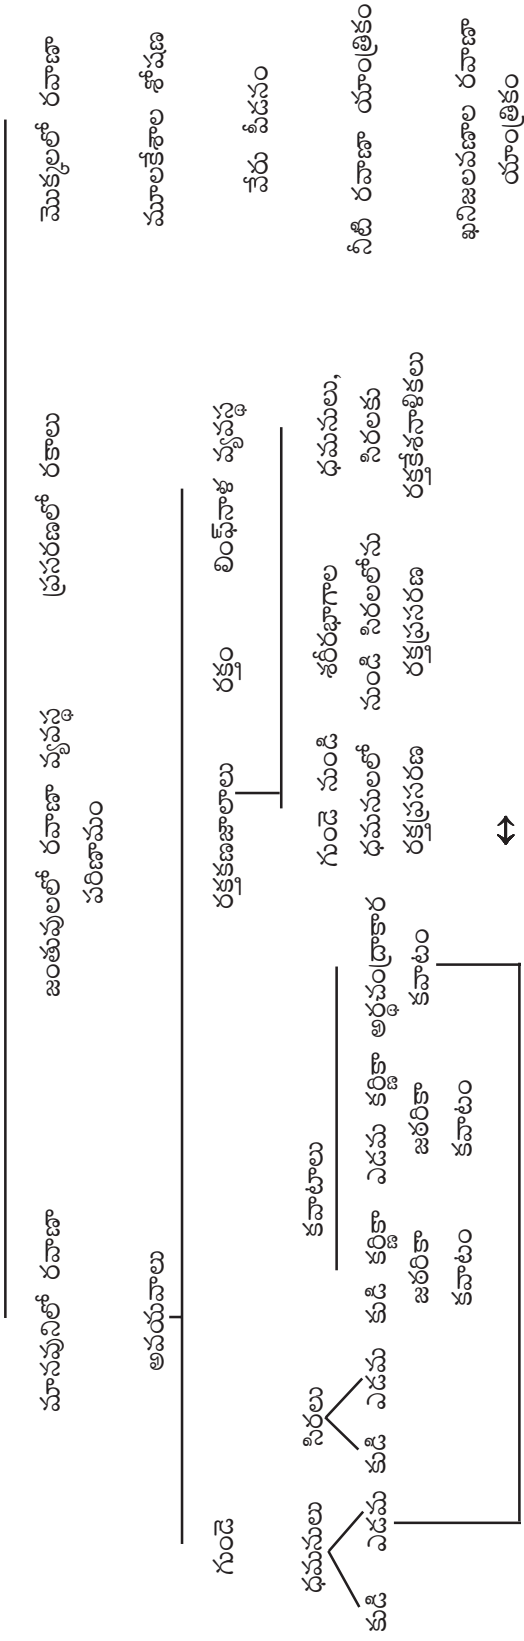 మానవునిలో రవాణా
జంతువులలో రవాణా వ్యవస్థ
పరిణామం
ప్రసరణలో రకాలు
మొక్కలలో రవాణా
అవయవాలు
మూలకేశాల శోషణ
వేరు పీడనం
నీటి రవాణా యాంత్రికం
ఖనిజలవణాల రవాణా
యాంత్రికం
గుండె
రక్తకణజాలాలు
రక్తం
లింఫ్‌నాళ వ్యవస్థ
ధమనులు
కుడి
ఎడమ
సిరలు
కుడి
ఎడమ
కవాటాలు
కుడి కర్ణికా
జఠరికా
కవాటం
ఎడమ కర్ణికా
జఠరికా
కవాటం
అర్ధచంద్రాకార
కవాటం
గుండె నుండి
ధమనులలో
రక్తప్రసరణ
శరీరభాగాల
నుండి సిరలలోను
రక్తప్రసరణ
ధమనులు,
సిరలకు
రక్తకేశనాళికలు
↔